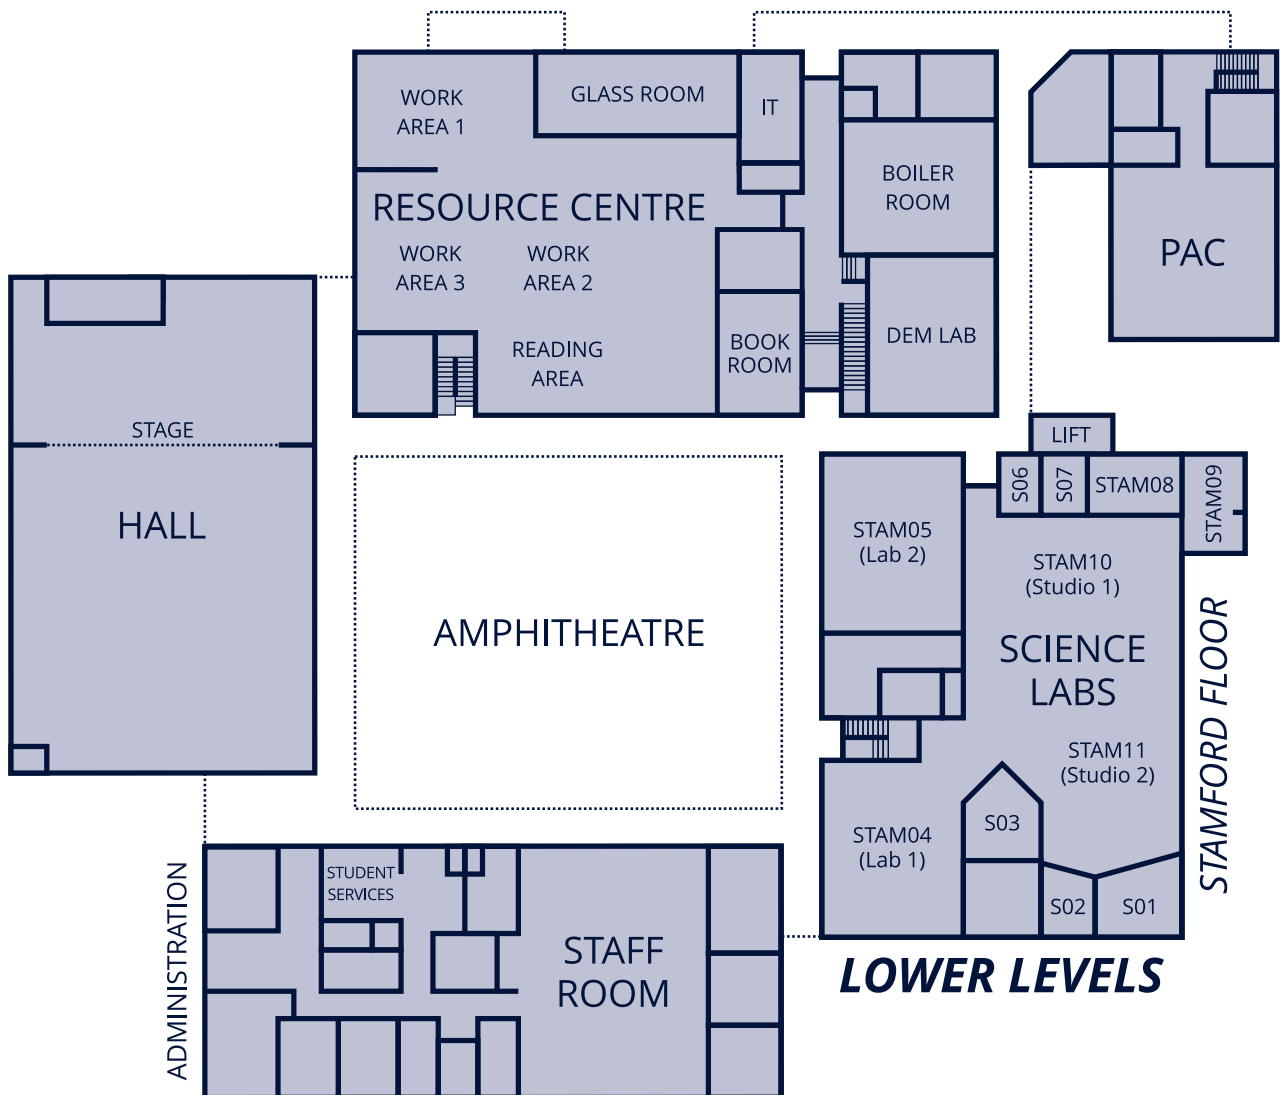 WORK
AREA 1
GLASS ROOM
IT
BOILER
ROOM
RESOURCE CENTRE
WORK
AREA 3
WORK
AREA 2
PAC
READING
AREA
BOOK
ROOM
DEM LAB
STAGE
HALL
LIFT
S06
S07
STAM08
STAM09
STAM05
(Lab 2)
STAM10
(Studio 1)
AMPHITHEATRE
SCIENCE
LABS
STAMFORD FLOOR
STAM11
(Studio 2)
S03
STAM04
(Lab 1)
S02
S01
ADMINISTRATION
STUDENT
SERVICES
STAFF
ROOM
LOWER LEVELS